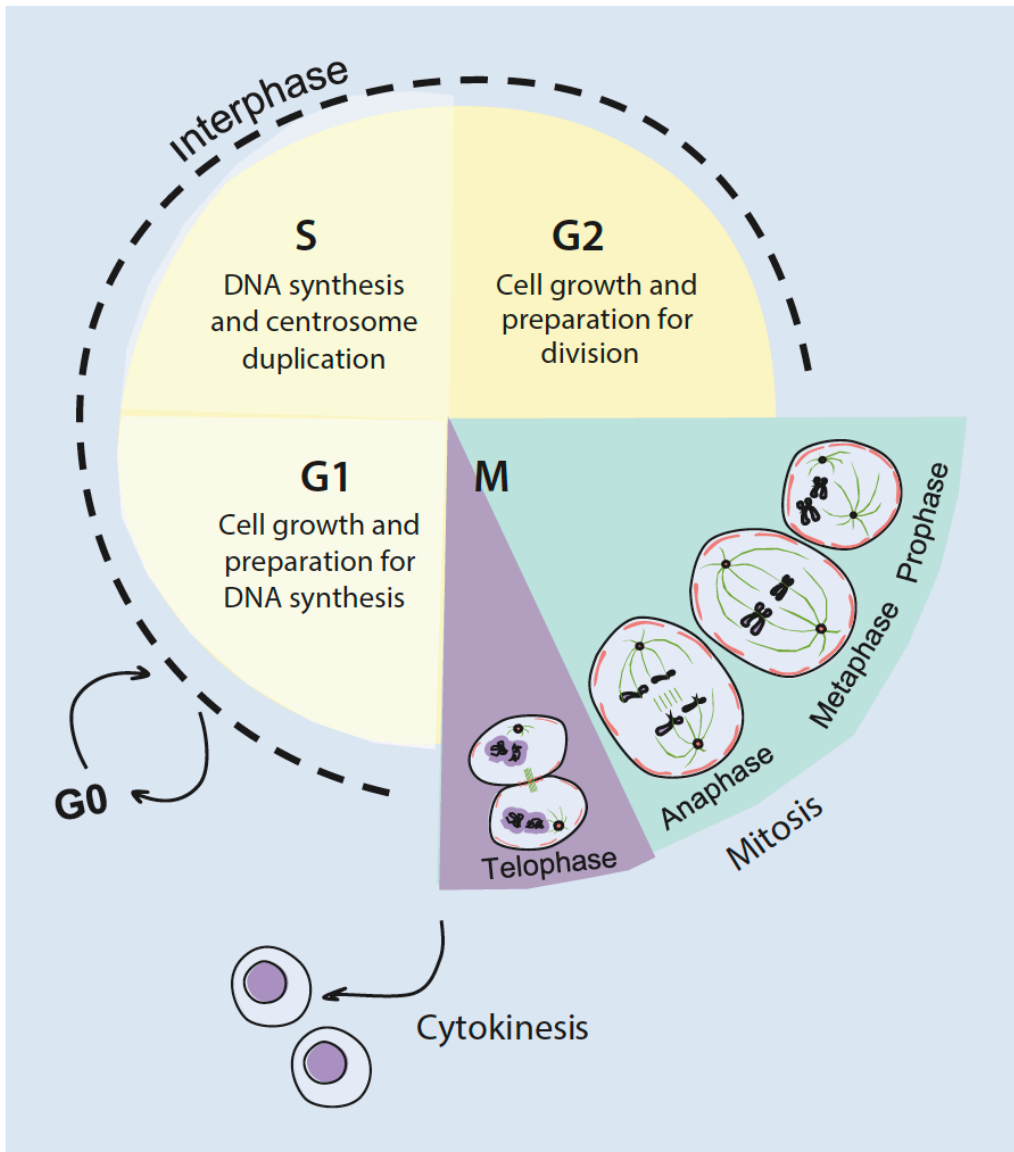 Interphase
S
DNA synthesis
and centrosome
duplication
G2
Cell growth and
preparation for
division
G1
Cell growth and
preparation for
DNA synthesis
M
Prophase
Metaphase
Anaphase
Mitosis
Telophase
G0
Cytokinesis